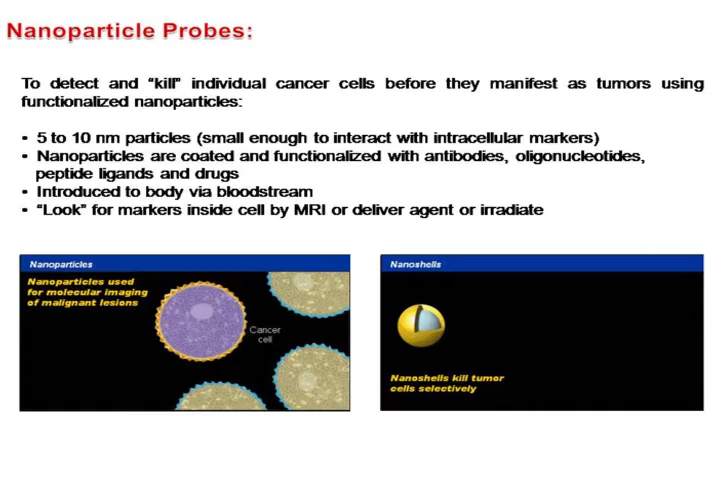 Nanoparticle Probes:
To detect and “kill” individual cancer cells before they manifest as tumors using
functionalized nanoparticles:
• 5 to 10 nm particles (small enough to interact with intracellular markers)
• Nanoparticles are coated and functionalized with antibodies, oligonucleotides,
peptide ligands and drugs
• Introduced to body via bloodstream
• “Look” for markers inside cell by MRI or deliver agent or irradiate
Nanoparticles
Nanoparticles used
for molecular imaging
of malignant lesions
Cancer
cell
Nanoshells
Nanoshells kill tumor
cells selectively